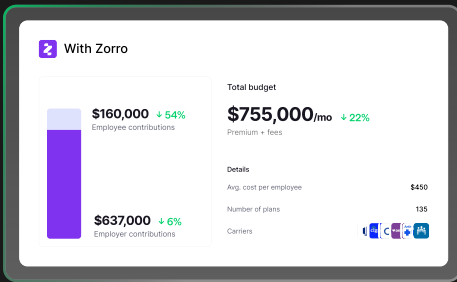 With Zorro
$160,000 ↓ 54%
Employee contributions
$637,000 ↓ 6%
Employer contributions
Total budget
$755,000/mo ↓ 22%
Premium + fees
Details
Avg. cost per employee $450
Number of plans 135
Carriers